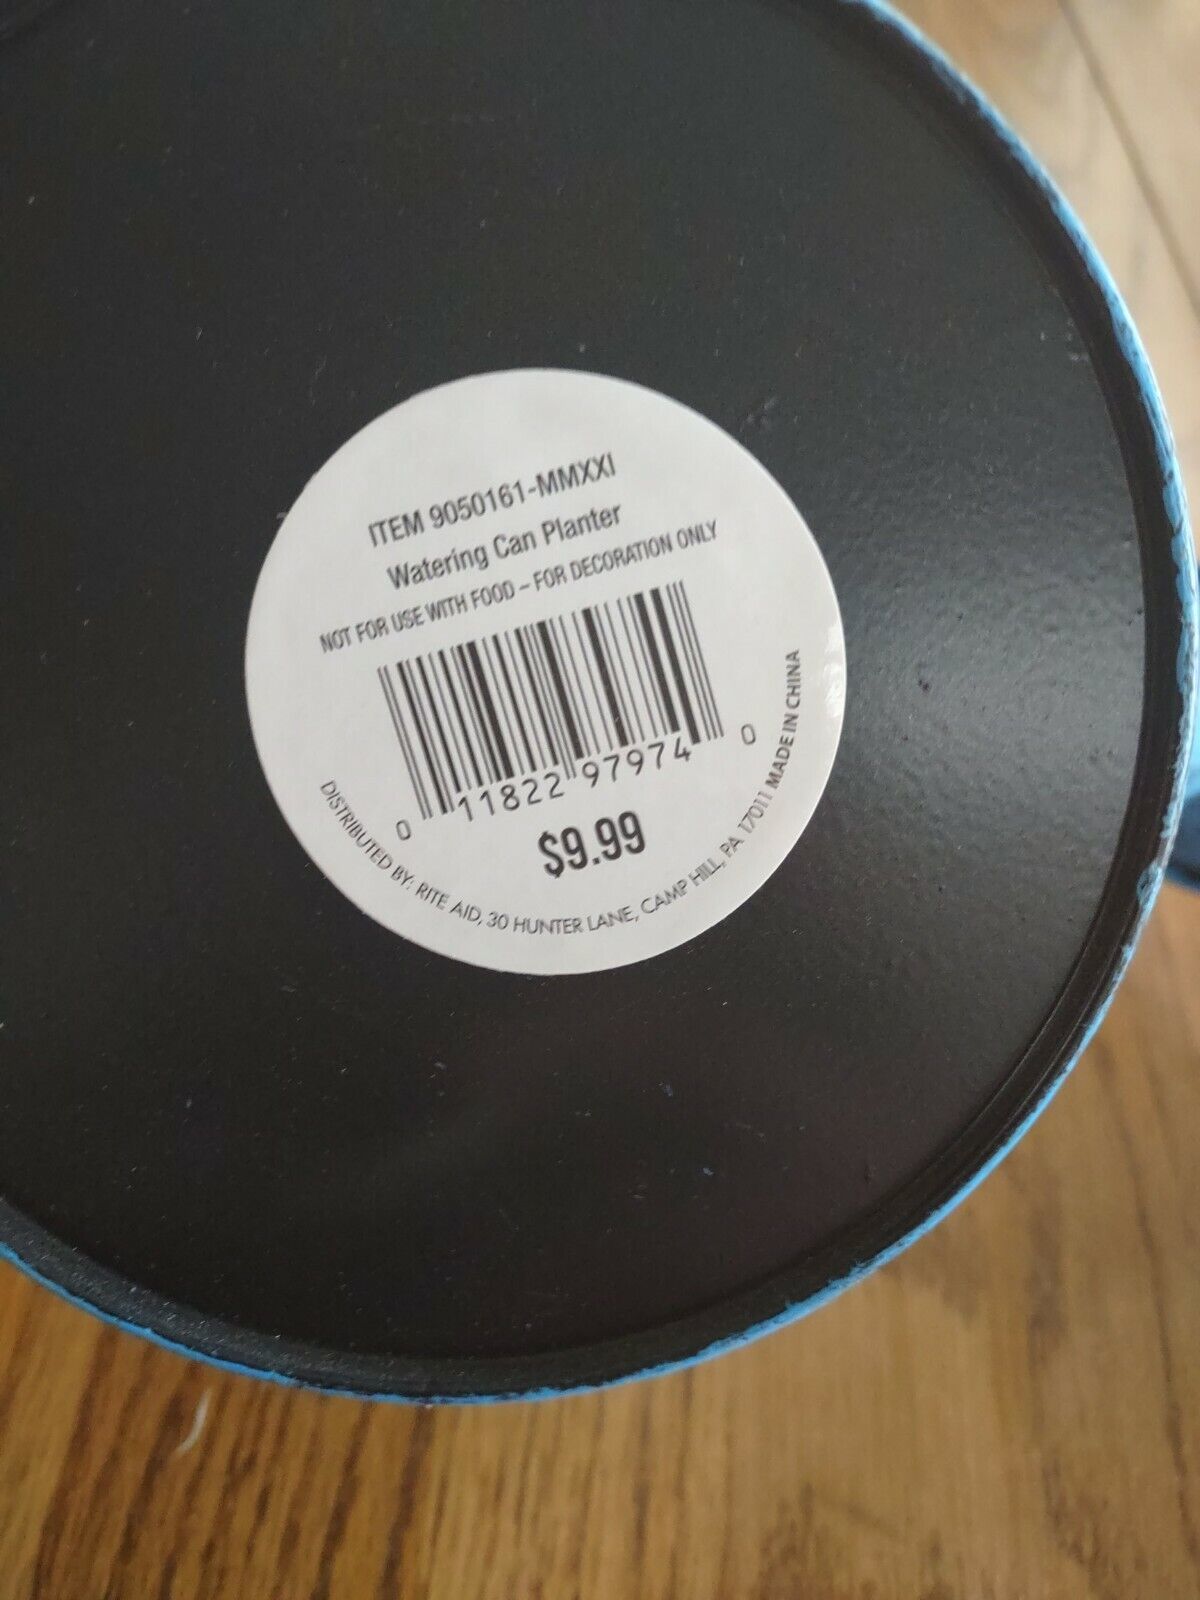 ITEM 9050161-MMXXI
Watering Can Planter
NOT FOR USE WITH FOOD – FOR DECORATION ONLY
0 11822 97974 0
$9.99
DISTRIBUTED BY: RITE AID, 30 HUNTER LANE, CAMP HILL, PA 17011 MADE IN CHINA